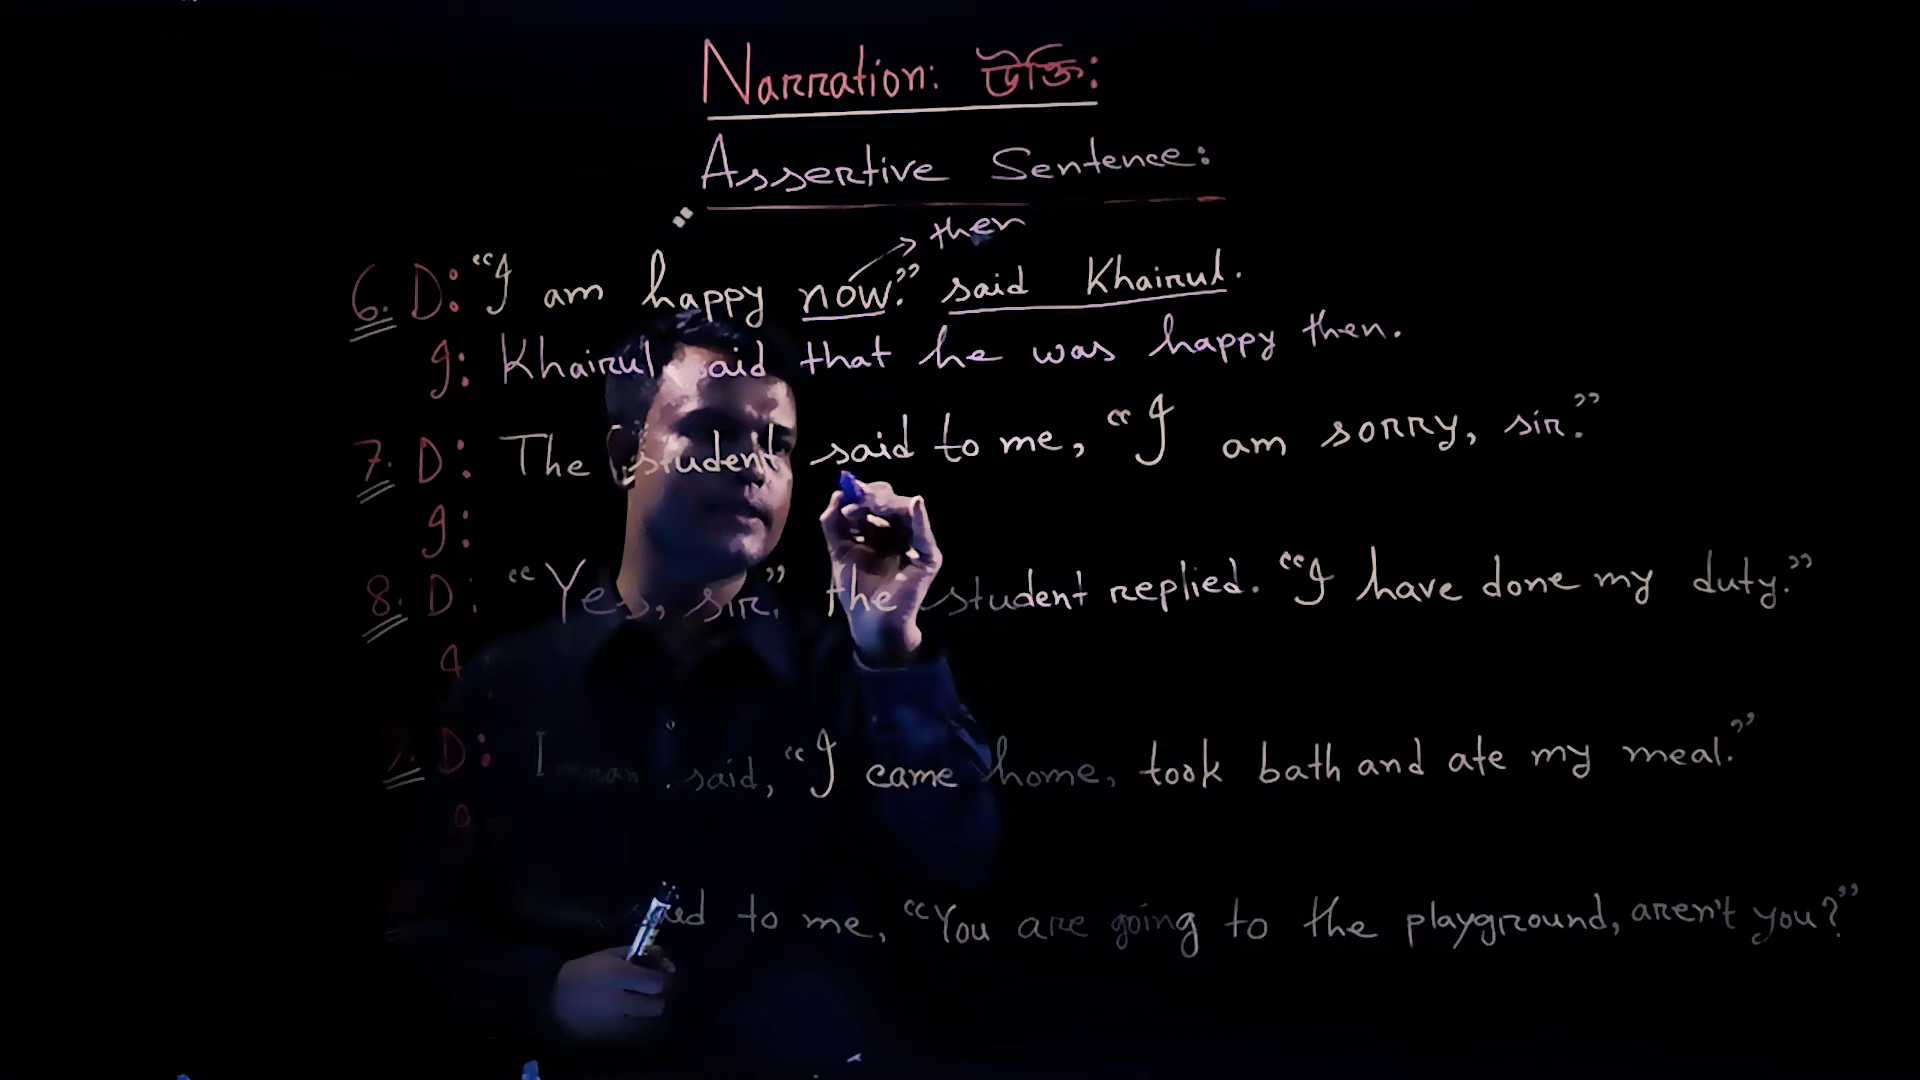 Narration: উক্তি:
Assertive Sentence:
then
6. D: “I am happy now.” said Khairul.
g: Khairul said that he was happy then.
7. D: The student said to me, “I am sorry, sir.”
g:
8. D: “Yes, sir.” the student replied. “I have done my duty.”
D: said, “I came home, took bath and ate my meal.”
to me, “You are going to the playground, aren't you?”